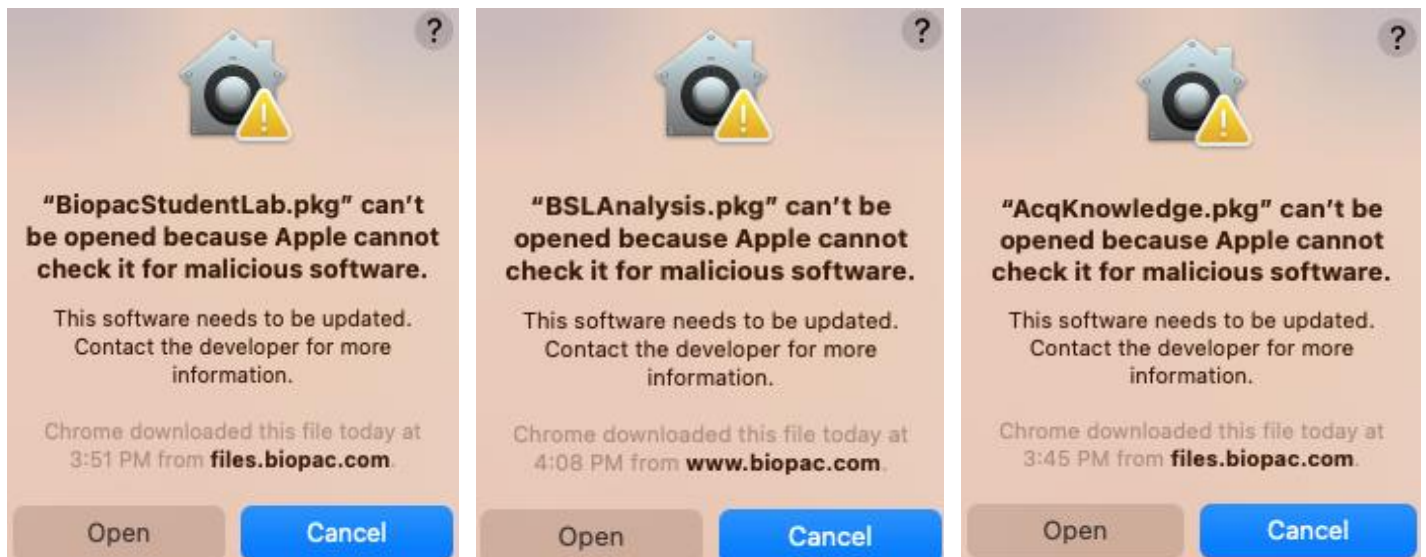 ?
“BiopacStudentLab.pkg” can’t
be opened because Apple cannot
check it for malicious software.
This software needs to be updated.
Contact the developer for more
information.
Chrome downloaded this file today at
3:51 PM from files.biopac.com.
Open
Cancel
?
“BSLAnalysis.pkg” can’t be
opened because Apple cannot
check it for malicious software.
This software needs to be updated.
Contact the developer for more
information.
Chrome downloaded this file today at
4:08 PM from www.biopac.com.
Open
Cancel
?
“AcqKnowledge.pkg” can’t be
opened because Apple cannot
check it for malicious software.
This software needs to be updated.
Contact the developer for more
information.
Chrome downloaded this file today at
3:45 PM from files.biopac.com.
Open
Cancel